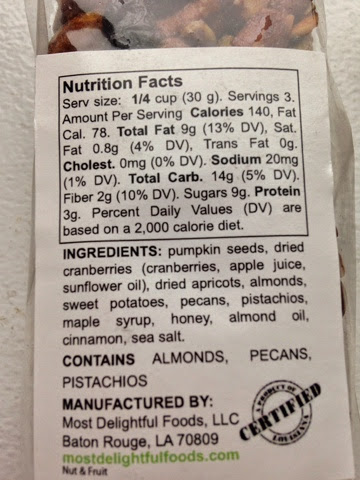 Nutrition Facts
Serv size: 1/4 cup (30 g). Servings 3.
Amount Per Serving Calories 140, Fat
Cal. 78. Total Fat 9g (13% DV), Sat.
Fat 0.8g (4% DV), Trans Fat 0g.
Cholest. 0mg (0% DV). Sodium 20mg
(1% DV). Total Carb. 14g (5% DV).
Fiber 2g (10% DV). Sugars 9g. Protein
3g. Percent Daily Values (DV) are
based on a 2,000 calorie diet.
INGREDIENTS: pumpkin seeds, dried
cranberries (cranberries, apple juice,
sunflower oil), dried apricots, almonds,
sweet potatoes, pecans, pistachios,
maple syrup, honey, almond oil,
cinnamon, sea salt.
CONTAINS ALMONDS, PECANS,
PISTACHIOS
MANUFACTURED BY:
Most Delightful Foods, LLC
Baton Rouge, LA 70809
mostdelightfulfoods.com
Nut & Fruit
A PRODUCT OF
CERTIFIED
LOUISIANA